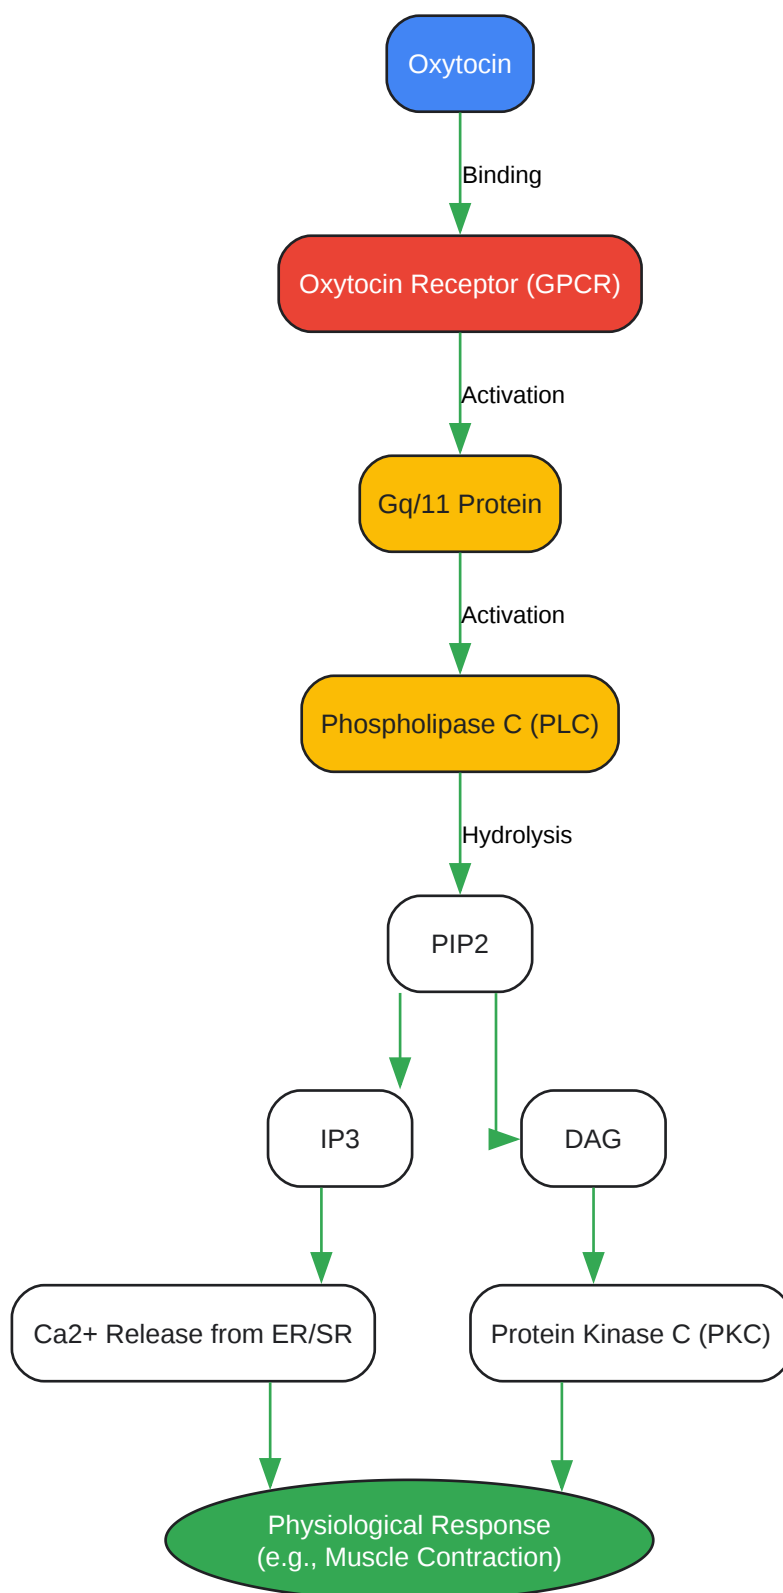 Oxytocin
Binding
Oxytocin Receptor (GPCR)
Activation
Gq/11 Protein
Activation
Phospholipase C (PLC)
Hydrolysis
PIP2
IP3
DAG
Ca2+ Release from ER/SR
Protein Kinase C (PKC)
Physiological Response
(e.g., Muscle Contraction)